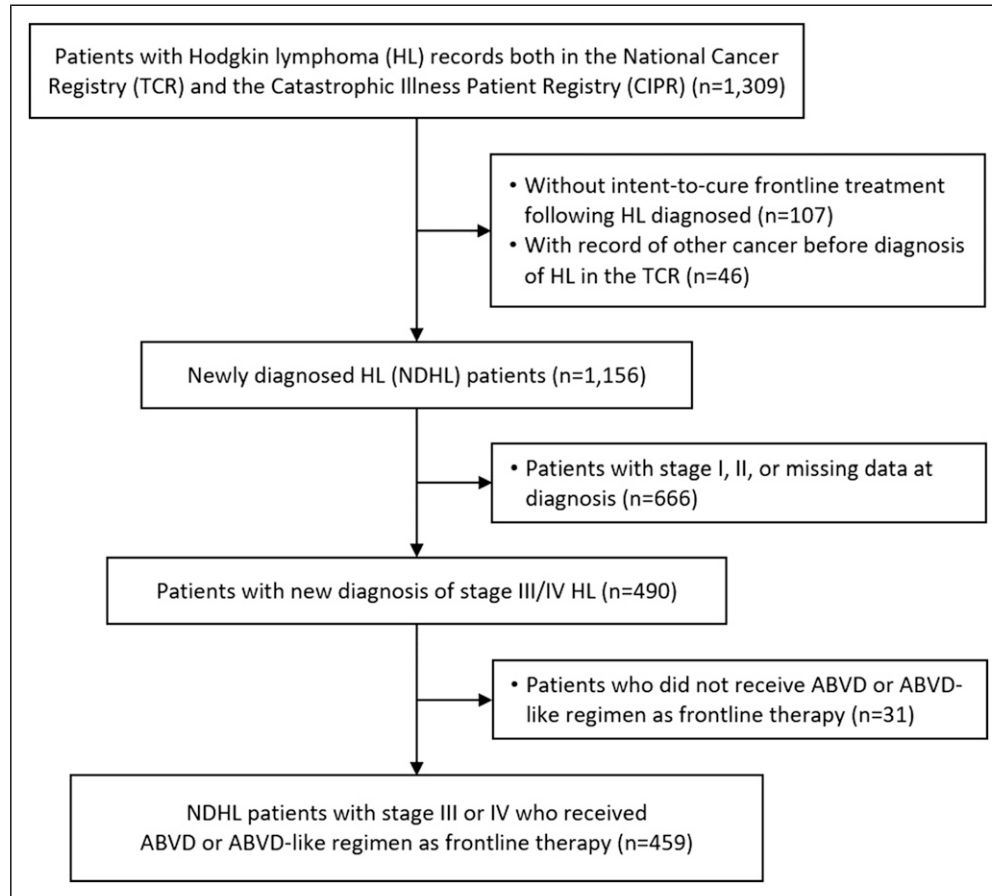 Patients with Hodgkin lymphoma (HL) records both in the National Cancer
Registry (TCR) and the Catastrophic Illness Patient Registry (CIPR) (n=1,309)
• Without intent-to-cure frontline treatment
following HL diagnosed (n=107)
• With record of other cancer before diagnosis
of HL in the TCR (n=46)
Newly diagnosed HL (NDHL) patients (n=1,156)
• Patients with stage I, II, or missing data at
diagnosis (n=666)
Patients with new diagnosis of stage III/IV HL (n=490)
• Patients who did not receive ABVD or ABVD-
like regimen as frontline therapy (n=31)
NDHL patients with stage III or IV who received
ABVD or ABVD-like regimen as frontline therapy (n=459)